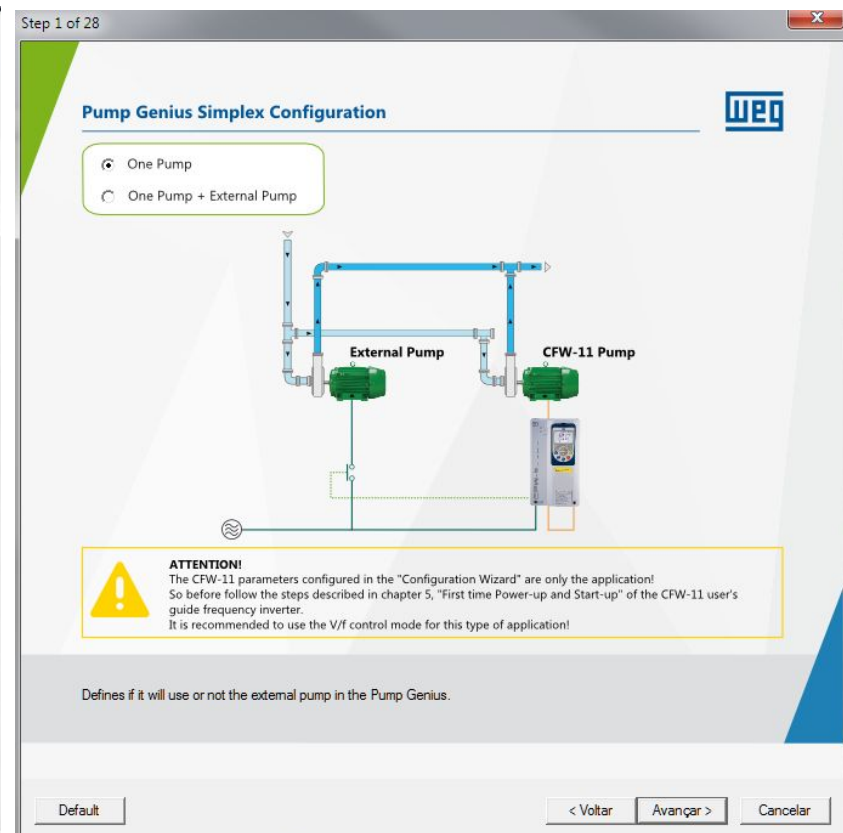 Step 1 of 28
Pump Genius Simplex Configuration
weg
One Pump
One Pump + External Pump
External Pump
CFW-11 Pump
ATTENTION!
The CFW-11 parameters configured in the "Configuration Wizard" are only the application!
So before follow the steps described in chapter 5, "First time Power-up and Start-up" of the CFW-11 user's
guide frequency inverter.
It is recommended to use the V/f control mode for this type of application!
Defines if it will use or not the external pump in the Pump Genius.
Default
< Voltar
Avançar >
Cancelar